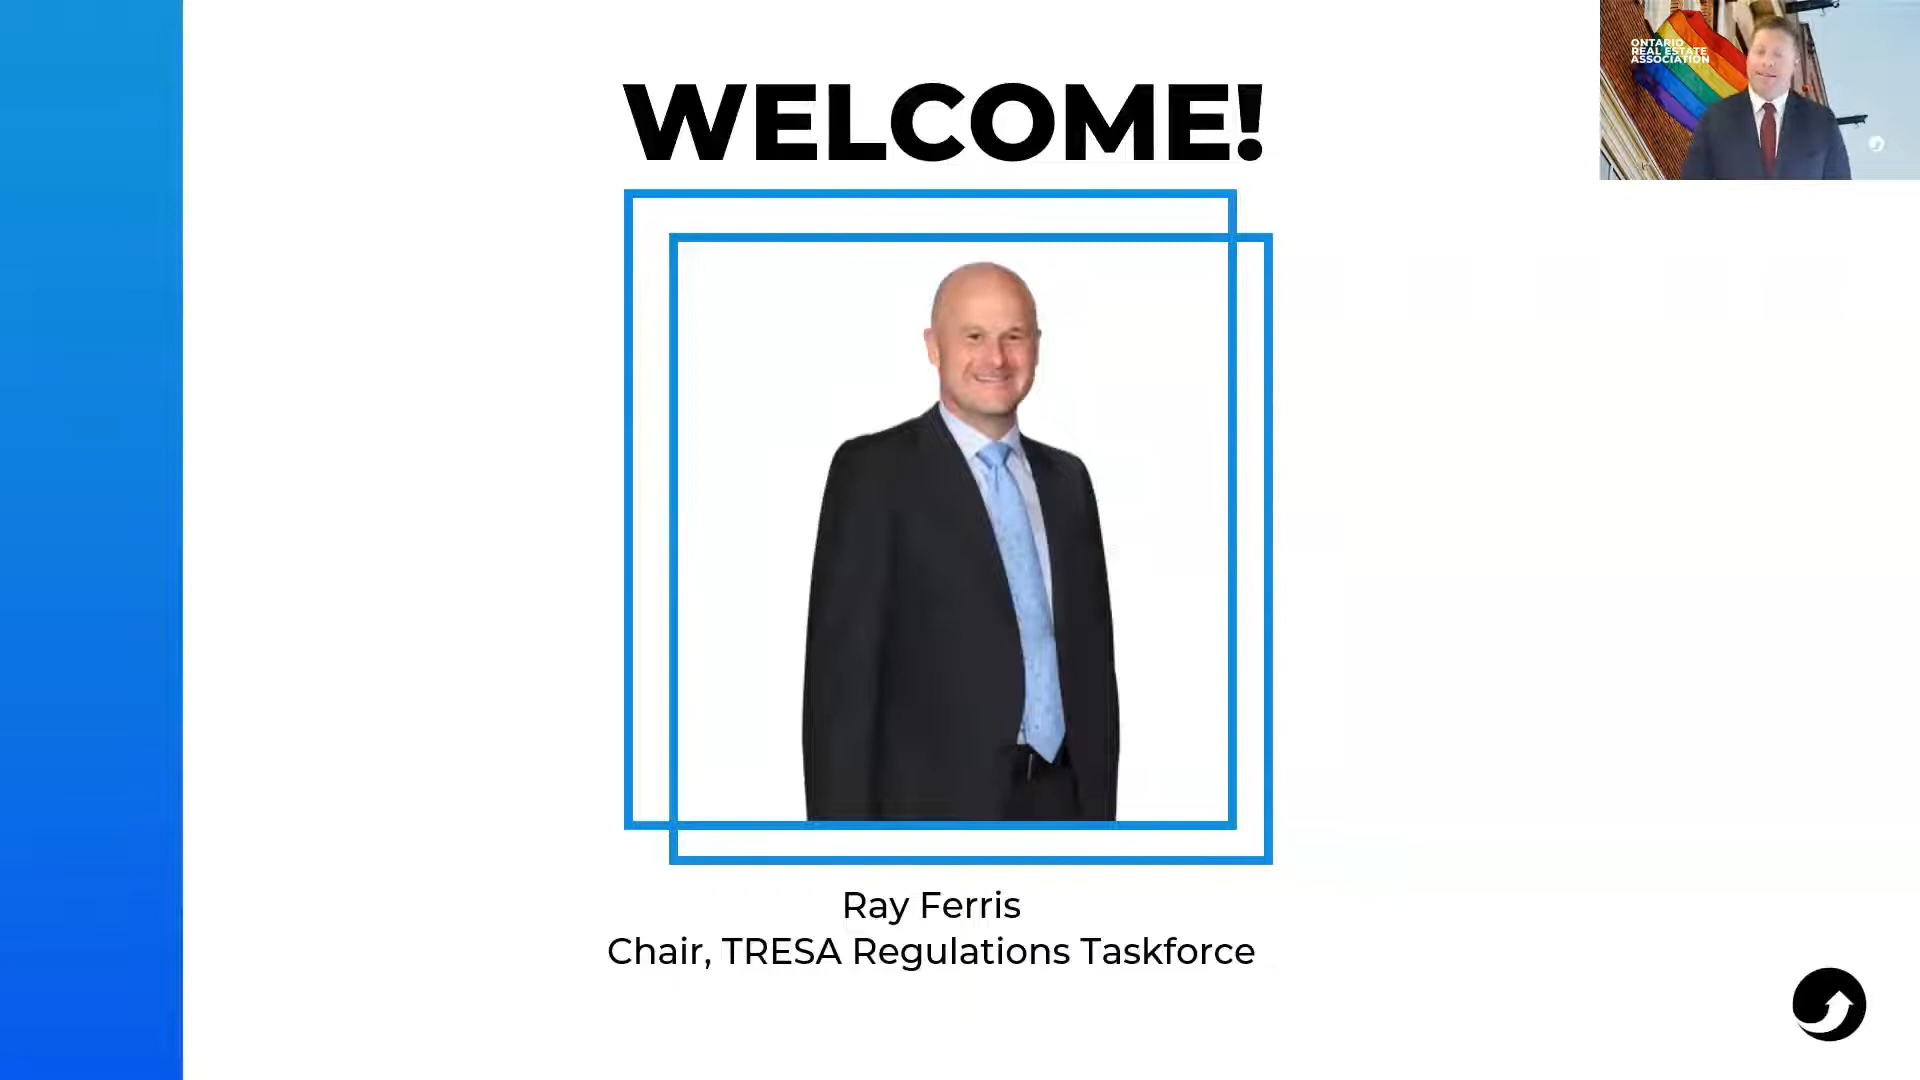 WELCOME!
ONTARIO
REAL ESTATE
ASSOCIATION
Ray Ferris
Chair, TRESA Regulations Taskforce